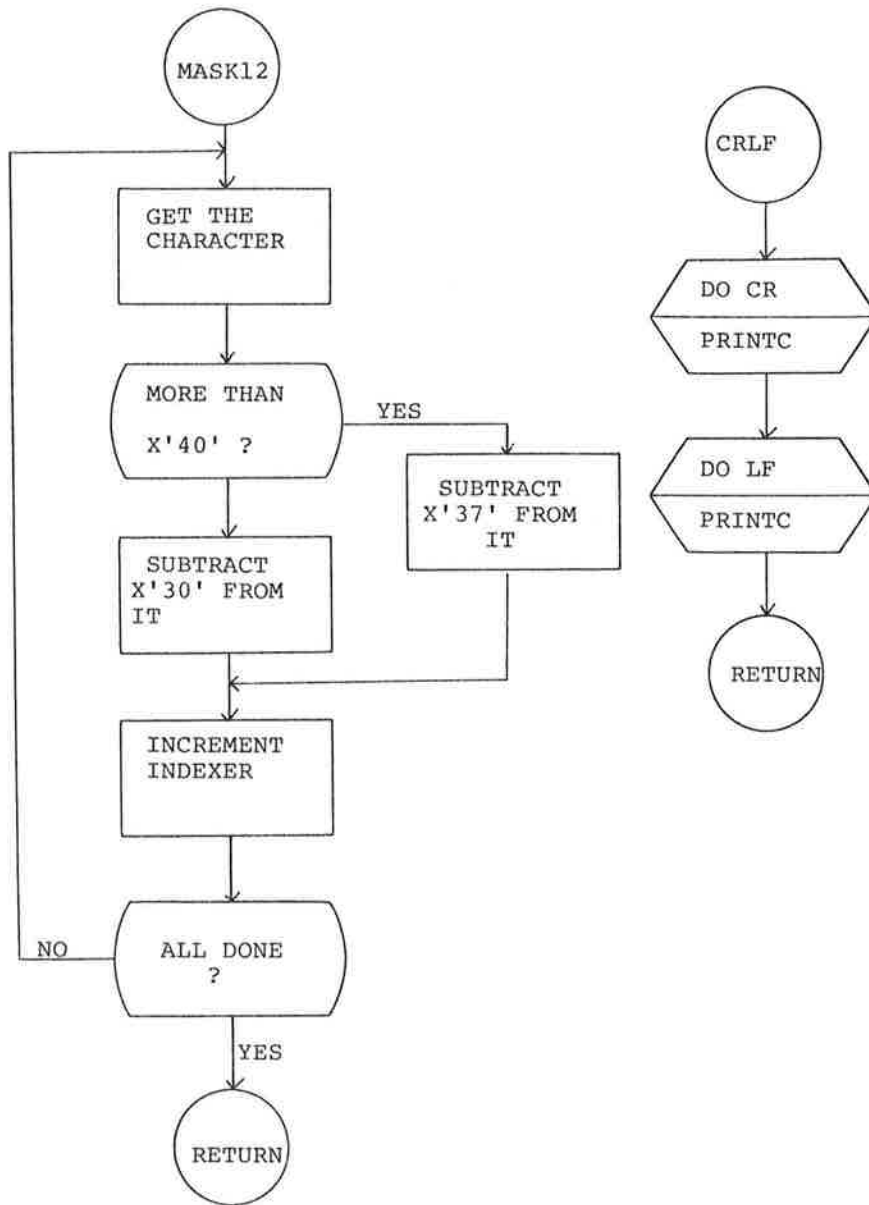 MASK12
GET THE
CHARACTER
MORE THAN
X'40' ?
YES
SUBTRACT
X'37' FROM
IT
SUBTRACT
X'30' FROM
IT
INCREMENT
INDEXER
ALL DONE
?
NO
YES
RETURN
CRLF
DO CR
PRINTC
DO LF
PRINTC
RETURN